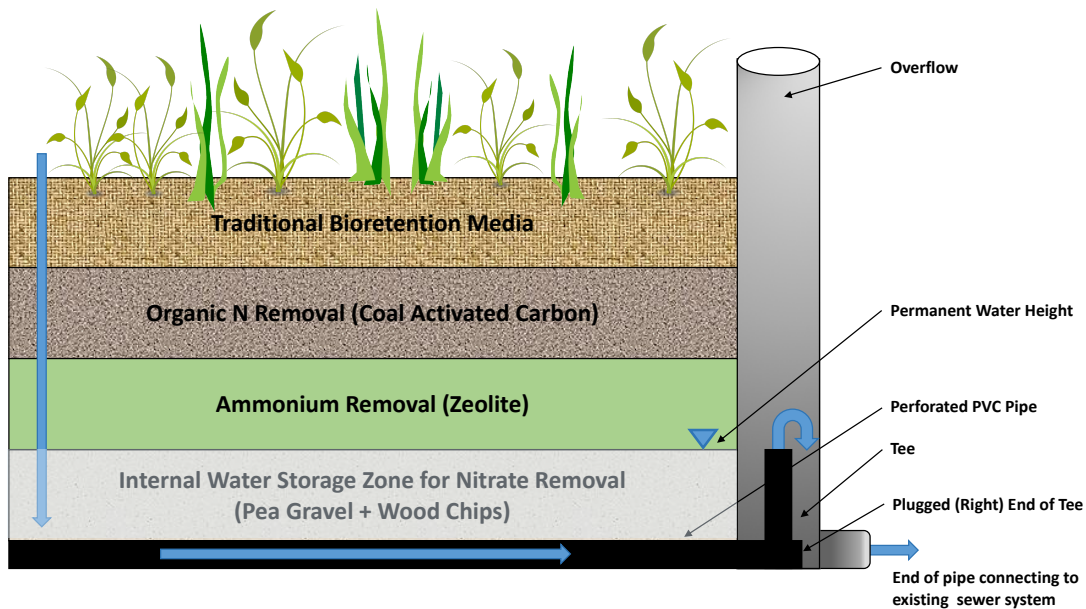 Overflow
Traditional Bioretention Media
Organic N Removal (Coal Activated Carbon)
Permanent Water Height
Ammonium Removal (Zeolite)
Perforated PVC Pipe
Tee
Internal Water Storage Zone for Nitrate Removal
(Pea Gravel + Wood Chips)
Plugged (Right) End of Tee
End of pipe connecting to
existing sewer system